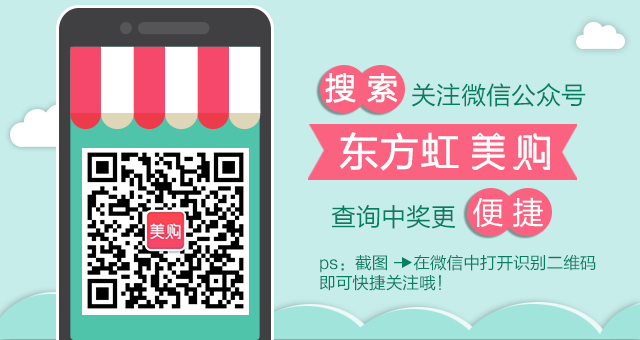 搜索 关注微信公众号
东方虹 美购
查询中奖更 便捷
ps：截图 → 在微信中打开识别二维码
即可快捷关注哦！
美购